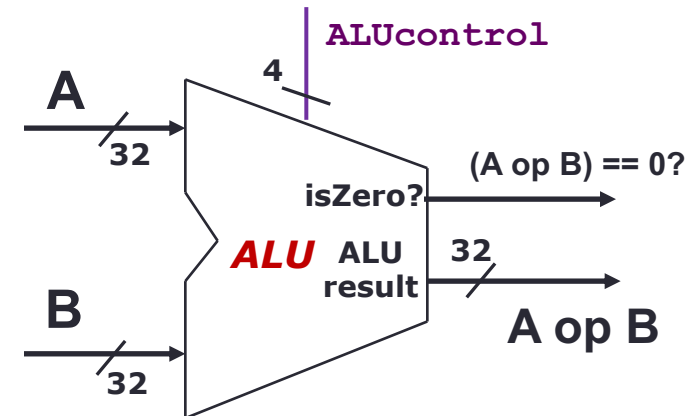 ALUcontrol
4
A
32
(A op B) == 0?
isZero?
ALU
ALU
result
32
B
A op B
32